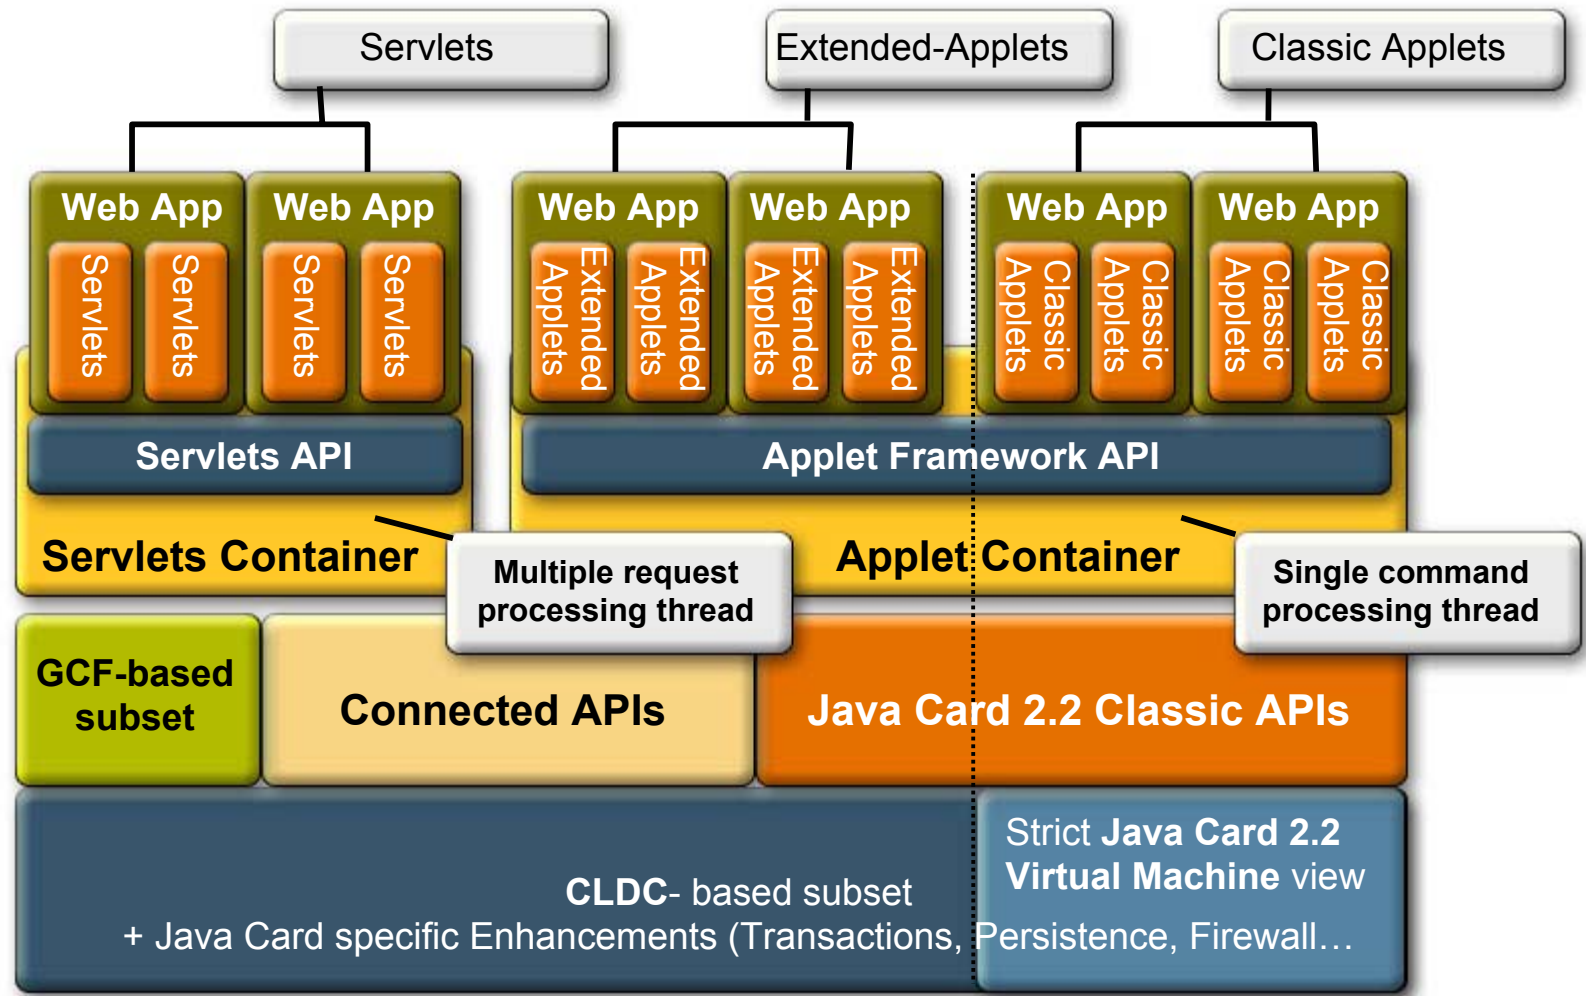 Servlets
Extended-Applets
Classic Applets
Web App
Web App
Web App
Web App
Web App
Web App
Servlets
Servlets
Servlets
Servlets
Extended
Applets
Extended
Applets
Extended
Applets
Extended
Applets
Classic
Applets
Classic
Applets
Classic
Applets
Classic
Applets
Servlets API
Applet Framework API
Servlets Container
Multiple request
processing thread
Applet Container
Single command
processing thread
GCF-based
subset
Connected APIs
Java Card 2.2 Classic APIs
Strict Java Card 2.2
Virtual Machine view
CLDC- based subset
+ Java Card specific Enhancements (Transactions, Persistence, Firewall…